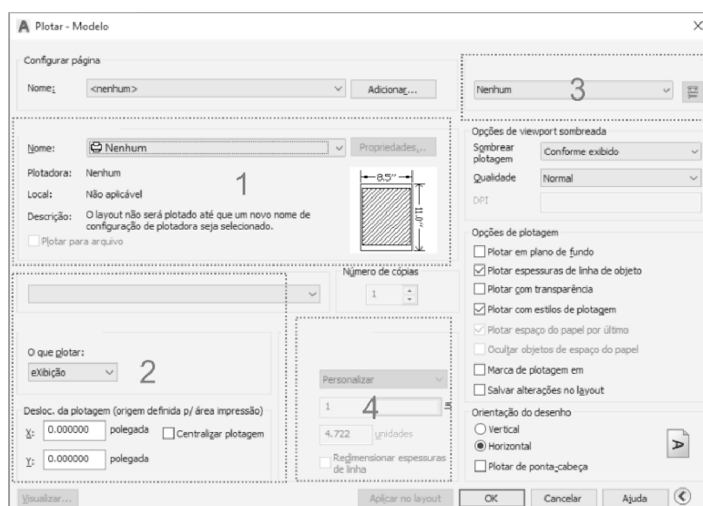 Plotar - Modelo
Configurar página
Nome:
<nenhum>
Adicionar...
Nome:
Nenhum
Propriedades...
Plotadora:
Nenhum
Local:
Não aplicável
Descrição:
O layout não será plotado até que um novo nome de
configuração de plotadora seja selecionado.
Plotar para arquivo
1
8.5''
11.0''
Número de cópias
1
2
O que plotar:
eXibição
Desloc. da plotagem (origem definida p/ área impressão)
X:
0.000000
polegada
Centralizar plotagem
Y:
0.000000
polegada
4
Personalizar
1
4.722
unidades
Redimensionar espessuras
de linha
Nenhum
3
Opções de viewport sombreada
Sombrear
plotagem
Conforme exibido
Qualidade
Normal
DPI
Opções de plotagem
Plotar em plano de fundo
Plotar espessuras de linha de objeto
Plotar com transparência
Plotar com estilos de plotagem
Plotar espaço do papel por último
Ocultar objetos de espaço do papel
Marca de plotagem em
Salvar alterações no layout
Orientação do desenho
Vertical
Horizontal
Plotar de ponta-cabeça
A
Visualizar...
Aplicar no layout
OK
Cancelar
Ajuda